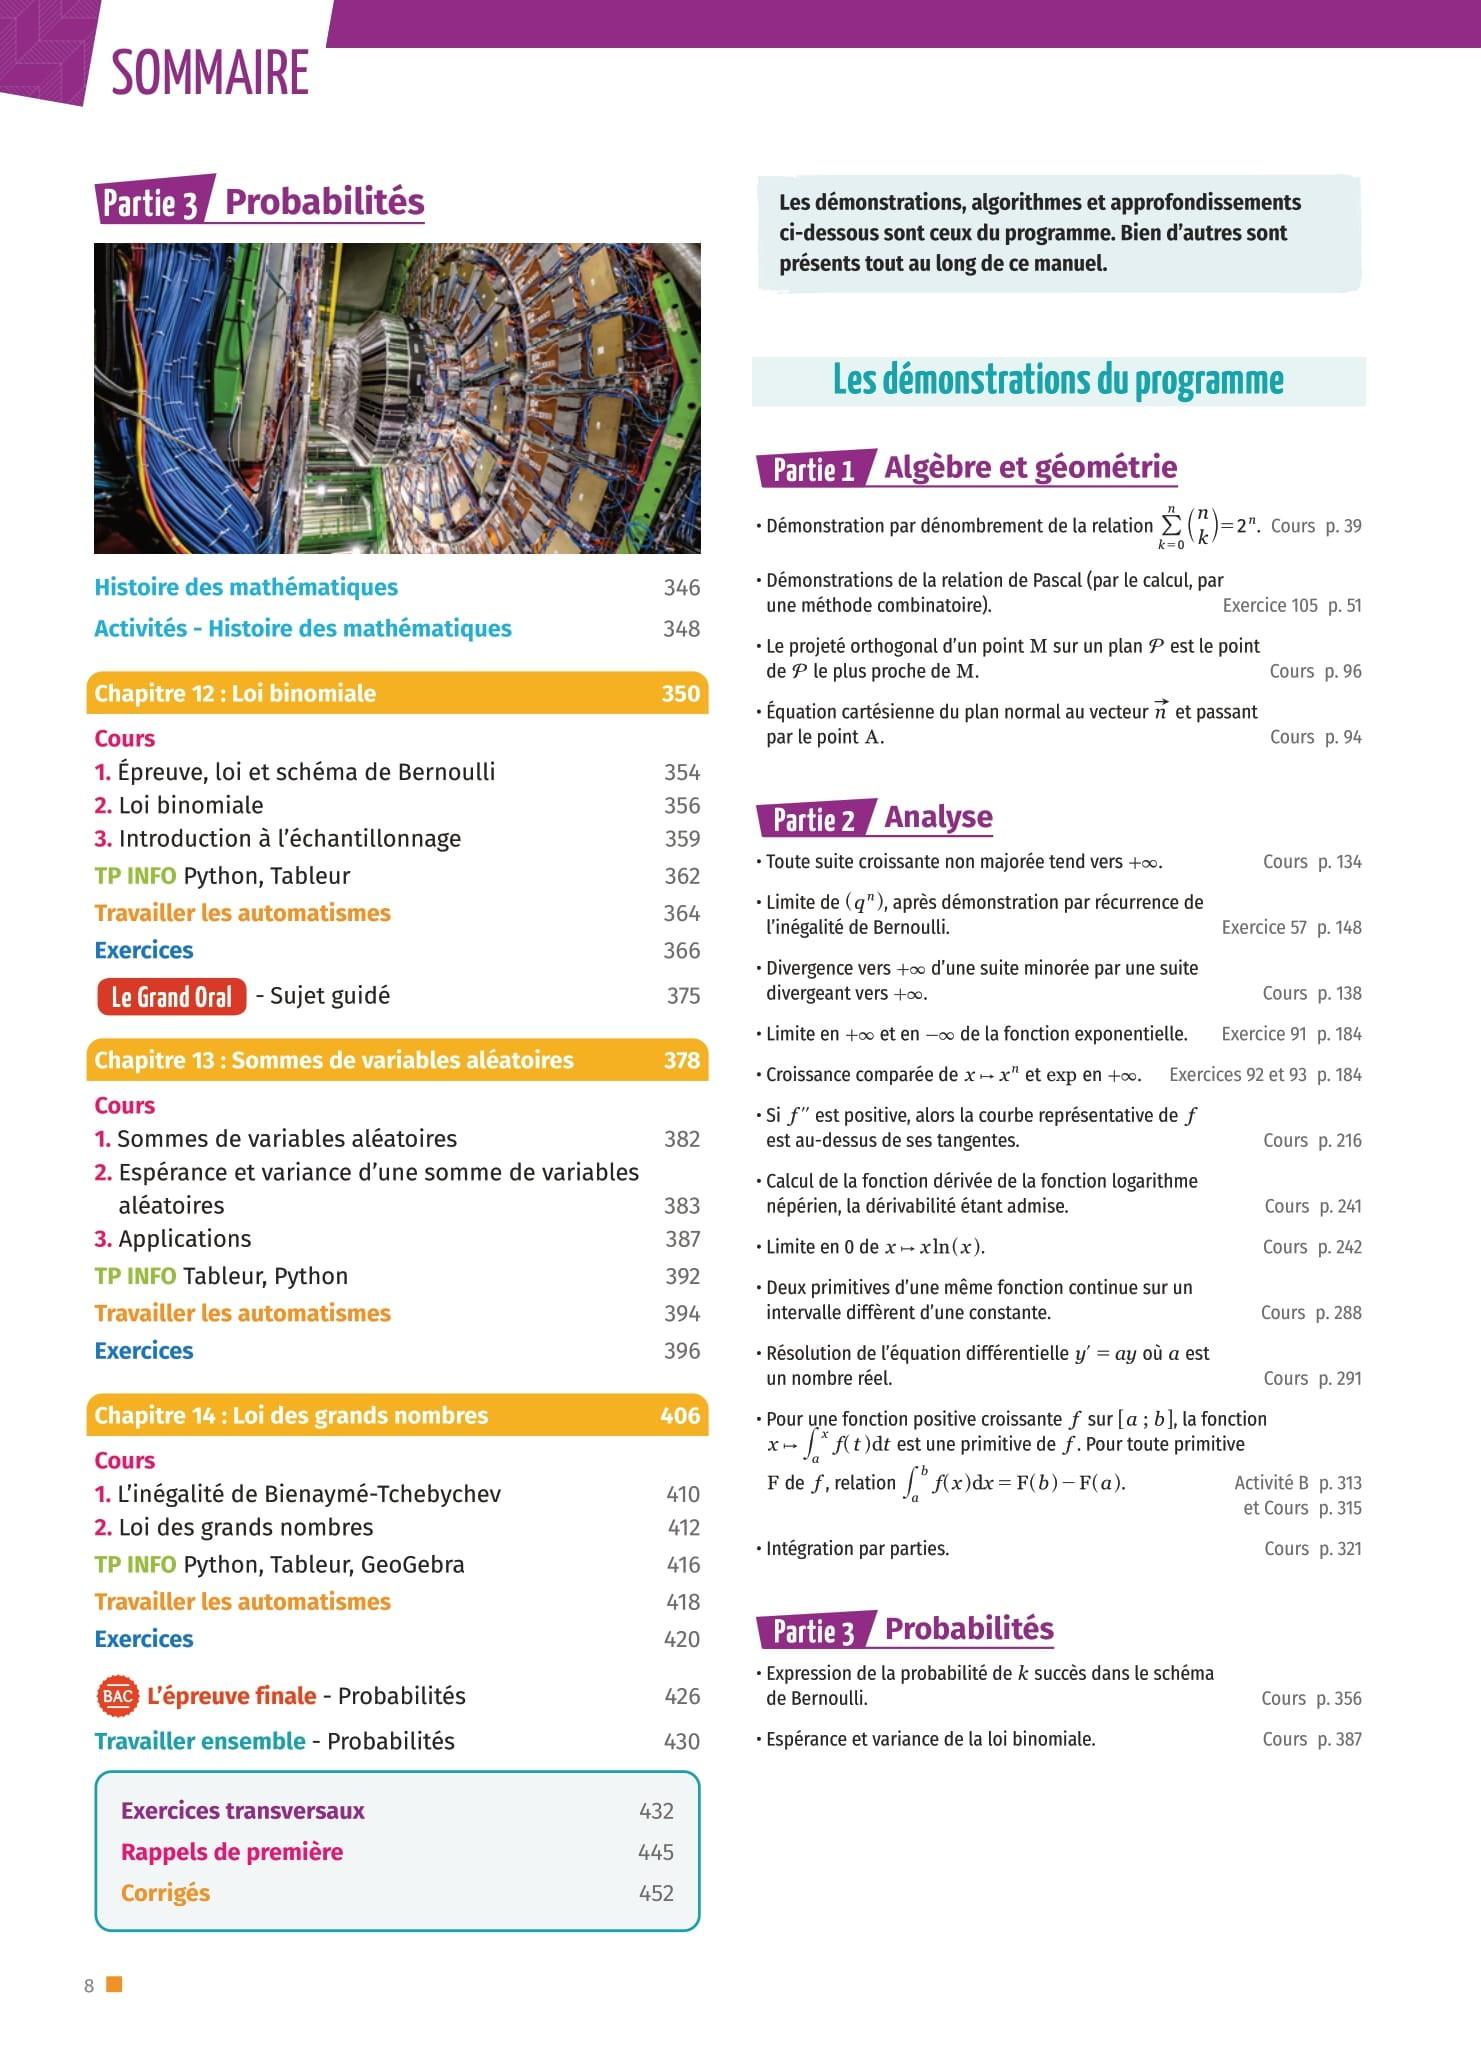 SOMMAIRE
Partie 3 Probabilités
Histoire des mathématiques 346
Activités - Histoire des mathématiques 348
Chapitre 12 : Loi binomiale 350
Cours
1. Épreuve, loi et schéma de Bernoulli 354
2. Loi binomiale 356
3. Introduction à l’échantillonnage 359
TP INFO Python, Tableur 362
Travailler les automatismes 364
Exercices 366
Le Grand Oral - Sujet guidé 375
Chapitre 13 : Sommes de variables aléatoires 378
Cours
1. Sommes de variables aléatoires 382
2. Espérance et variance d’une somme de variables
aléatoires 383
3. Applications 387
TP INFO Tableur, Python 392
Travailler les automatismes 394
Exercices 396
Chapitre 14 : Loi des grands nombres 406
Cours
1. L’inégalité de Bienaymé-Tchebychev 410
2. Loi des grands nombres 412
TP INFO Python, Tableur, GeoGebra 416
Travailler les automatismes 418
Exercices 420
BAC L’épreuve finale - Probabilités 426
Travailler ensemble - Probabilités 430
Exercices transversaux 432
Rappels de première 445
Corrigés 452
Les démonstrations, algorithmes et approfondissements
ci-dessous sont ceux du programme. Bien d’autres sont
présents tout au long de ce manuel.
Les démonstrations du programme
Partie 1 Algèbre et géométrie
• Démonstration par dénombrement de la relation ∑_{k=0}^{n} (n k) = 2ⁿ. Cours p. 39
• Démonstrations de la relation de Pascal (par le calcul, par
une méthode combinatoire). Exercice 105 p. 51
• Le projeté orthogonal d’un point M sur un plan 𝒫 est le point
de 𝒫 le plus proche de M. Cours p. 96
• Équation cartésienne du plan normal au vecteur n⃗ et passant
par le point A. Cours p. 94
Partie 2 Analyse
• Toute suite croissante non majorée tend vers +∞. Cours p. 134
• Limite de (qⁿ), après démonstration par récurrence de
l’inégalité de Bernoulli. Exercice 57 p. 148
• Divergence vers +∞ d’une suite minorée par une suite
divergeant vers +∞. Cours p. 138
• Limite en +∞ et en −∞ de la fonction exponentielle. Exercice 91 p. 184
• Croissance comparée de x ↦ xⁿ et exp en +∞. Exercices 92 et 93 p. 184
• Si f″ est positive, alors la courbe représentative de f
est au-dessus de ses tangentes. Cours p. 216
• Calcul de la fonction dérivée de la fonction logarithme
népérien, la dérivabilité étant admise. Cours p. 241
• Limite en 0 de x ↦ xln(x). Cours p. 242
• Deux primitives d’une même fonction continue sur un
intervalle diffèrent d’une constante. Cours p. 288
• Résolution de l’équation différentielle y′ = ay où a est
un nombre réel. Cours p. 291
• Pour une fonction positive croissante f sur [a ; b], la fonction
x ↦ ∫_a^x f(t)dt est une primitive de f. Pour toute primitive
F de f, relation ∫_a^b f(x)dx = F(b) − F(a). Activité B p. 313
et Cours p. 315
• Intégration par parties. Cours p. 321
Partie 3 Probabilités
• Expression de la probabilité de k succès dans le schéma
de Bernoulli. Cours p. 356
• Espérance et variance de la loi binomiale. Cours p. 387
8